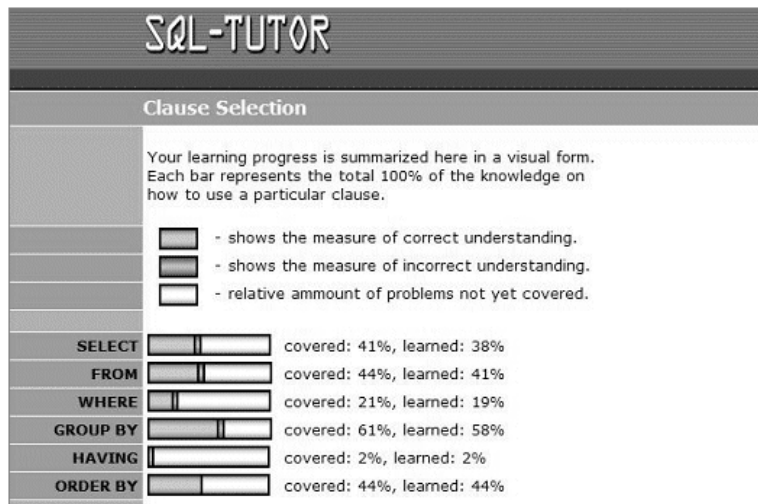 SQL-TUTOR
Clause Selection
Your learning progress is summarized here in a visual form.
Each bar represents the total 100% of the knowledge on
how to use a particular clause.
- shows the measure of correct understanding.
- shows the measure of incorrect understanding.
- relative ammount of problems not yet covered.
SELECT covered: 41%, learned: 38%
FROM covered: 44%, learned: 41%
WHERE covered: 21%, learned: 19%
GROUP BY covered: 61%, learned: 58%
HAVING covered: 2%, learned: 2%
ORDER BY covered: 44%, learned: 44%